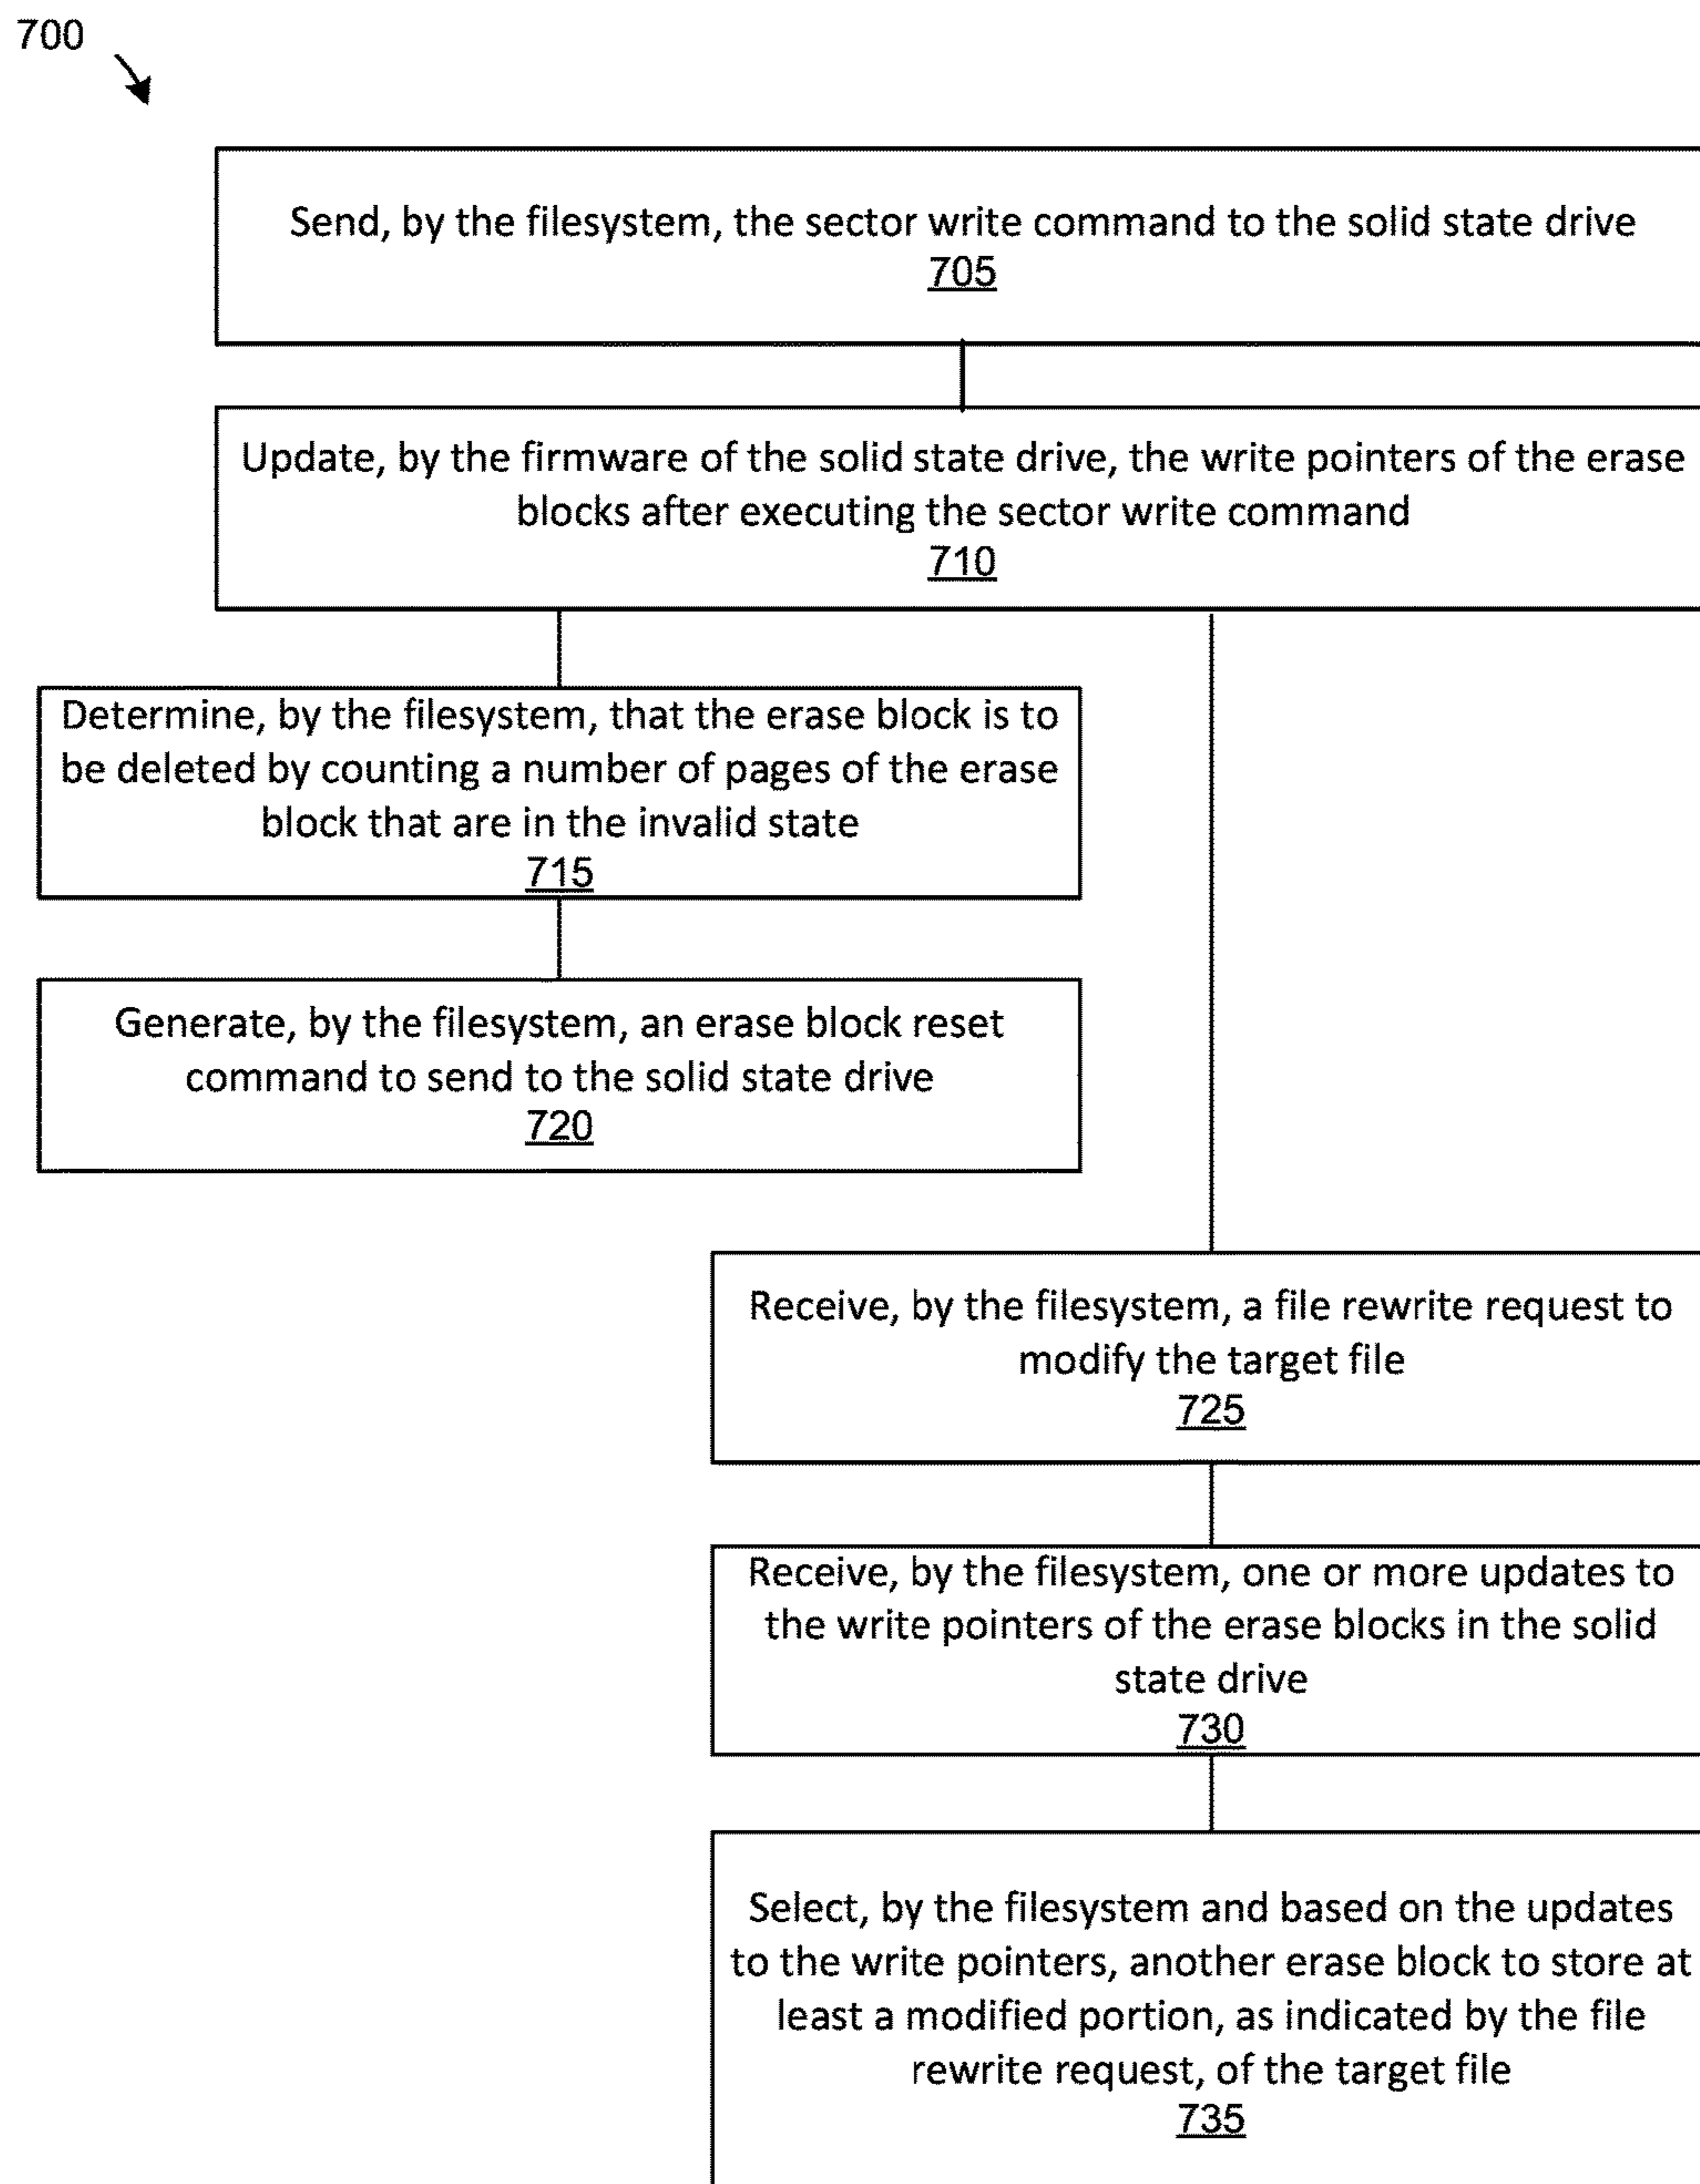 700
Send, by the filesystem, the sector write command to the solid state drive
705
Update, by the firmware of the solid state drive, the write pointers of the erase
blocks after executing the sector write command
710
Determine, by the filesystem, that the erase block is to
be deleted by counting a number of pages of the erase
block that are in the invalid state
715
Generate, by the filesystem, an erase block reset
command to send to the solid state drive
720
Receive, by the filesystem, a file rewrite request to
modify the target file
725
Receive, by the filesystem, one or more updates to
the write pointers of the erase blocks in the solid
state drive
730
Select, by the filesystem and based on the updates
to the write pointers, another erase block to store at
least a modified portion, as indicated by the file
rewrite request, of the target file
735